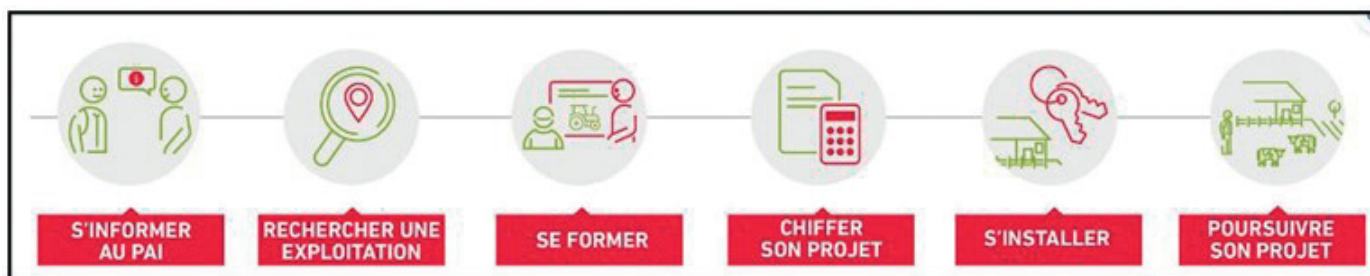 S'INFORMER
AU PAI
RECHERCHER UNE
EXPLOITATION
SE FORMER
CHIFFER
SON PROJET
S'INSTALLER
POURSUIVRE
SON PROJET